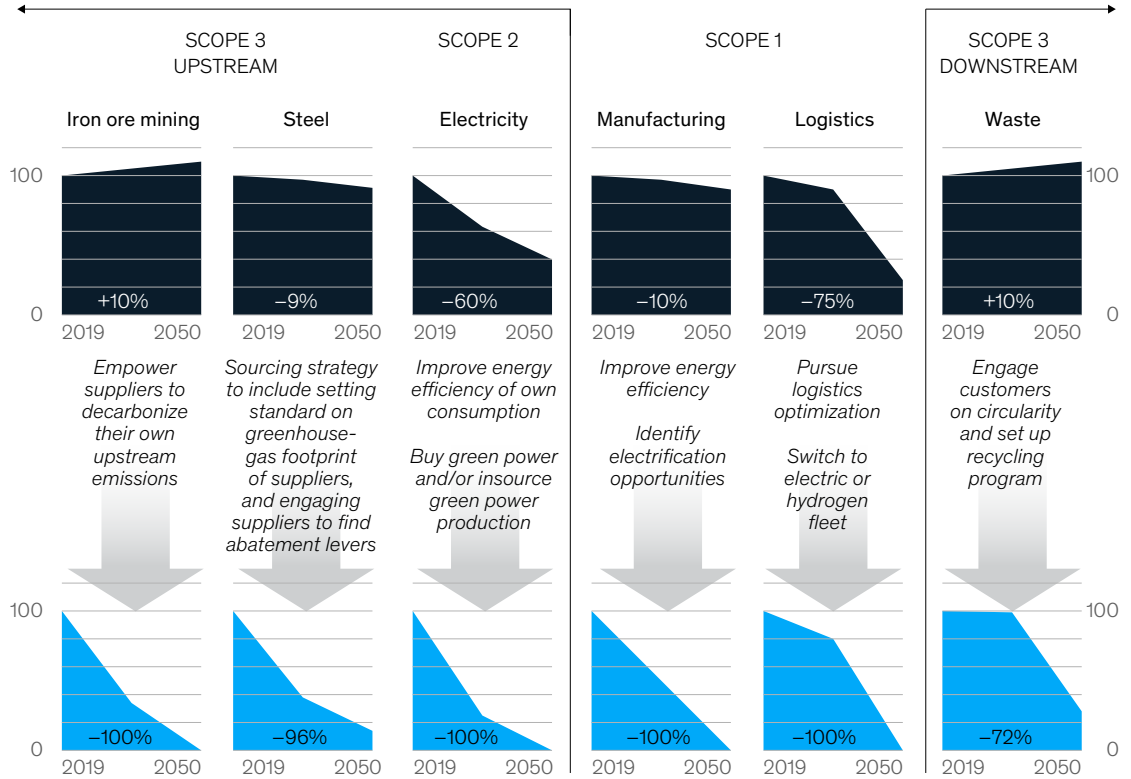 SCOPE 3
UPSTREAM
SCOPE 2
SCOPE 1
SCOPE 3
DOWNSTREAM
Iron ore mining
Steel
Electricity
Manufacturing
Logistics
Waste
100
100
+10%
–9%
–60%
–10%
–75%
+10%
0
0
2019 2050
2019 2050
2019 2050
2019 2050
2019 2050
2019 2050
Empower
suppliers to
decarbonize
their own
upstream
emissions
Sourcing strategy
to include setting
standard on
greenhouse-
gas footprint
of suppliers,
and engaging
suppliers to find
abatement levers
Improve energy
efficiency of own
consumption
Buy green power
and/or insource
green power
production
Improve energy
efficiency
Identify
electrification
opportunities
Pursue
logistics
optimization
Switch to
electric or
hydrogen
fleet
Engage
customers
on circularity
and set up
recycling
program
100
100
–100%
–96%
–100%
–100%
–100%
–72%
0
0
2019 2050
2019 2050
2019 2050
2019 2050
2019 2050
2019 2050